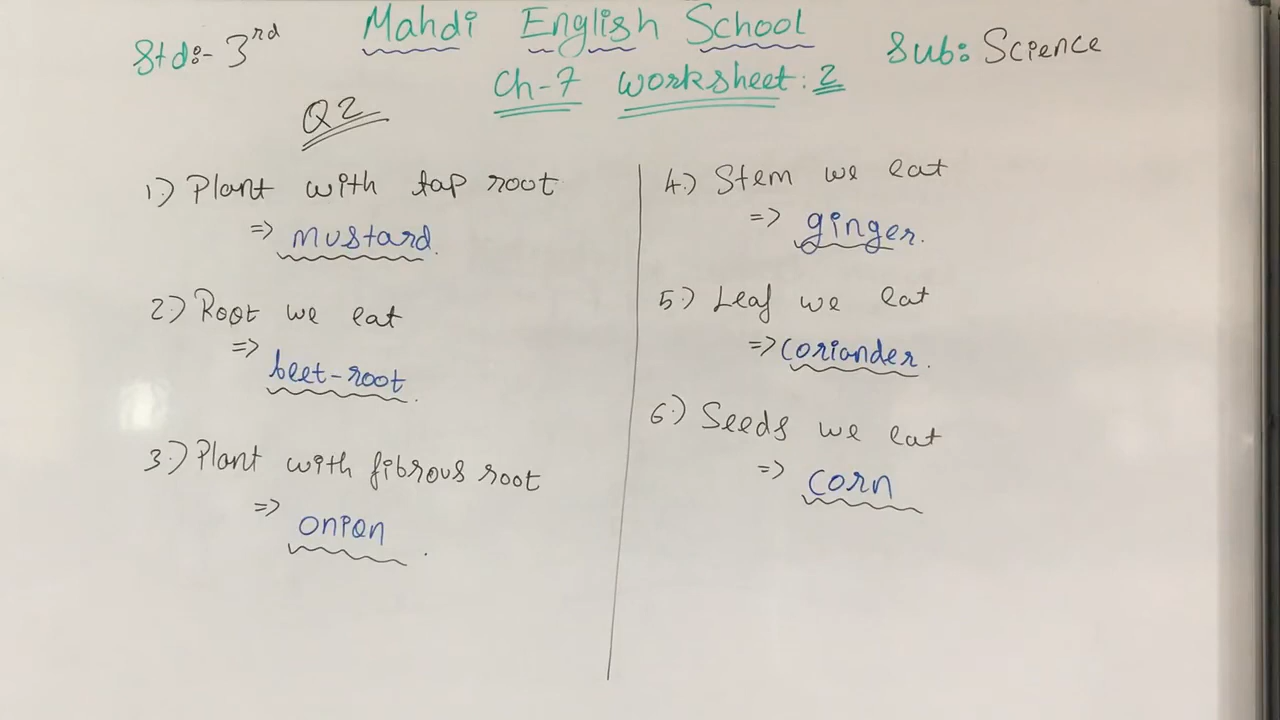 Mahdi English School
Std:- 3rd
Sub: Science
Ch-7 Worksheet: 2
Q2
1.) Plant with tap root
=> mustard.
2.) Root we eat
=> beet-root.
3.) Plant with fibrous root
=> onion.
4.) Stem we eat
=> ginger.
5.) Leaf we eat
=> coriander.
6.) Seeds we eat
=> corn